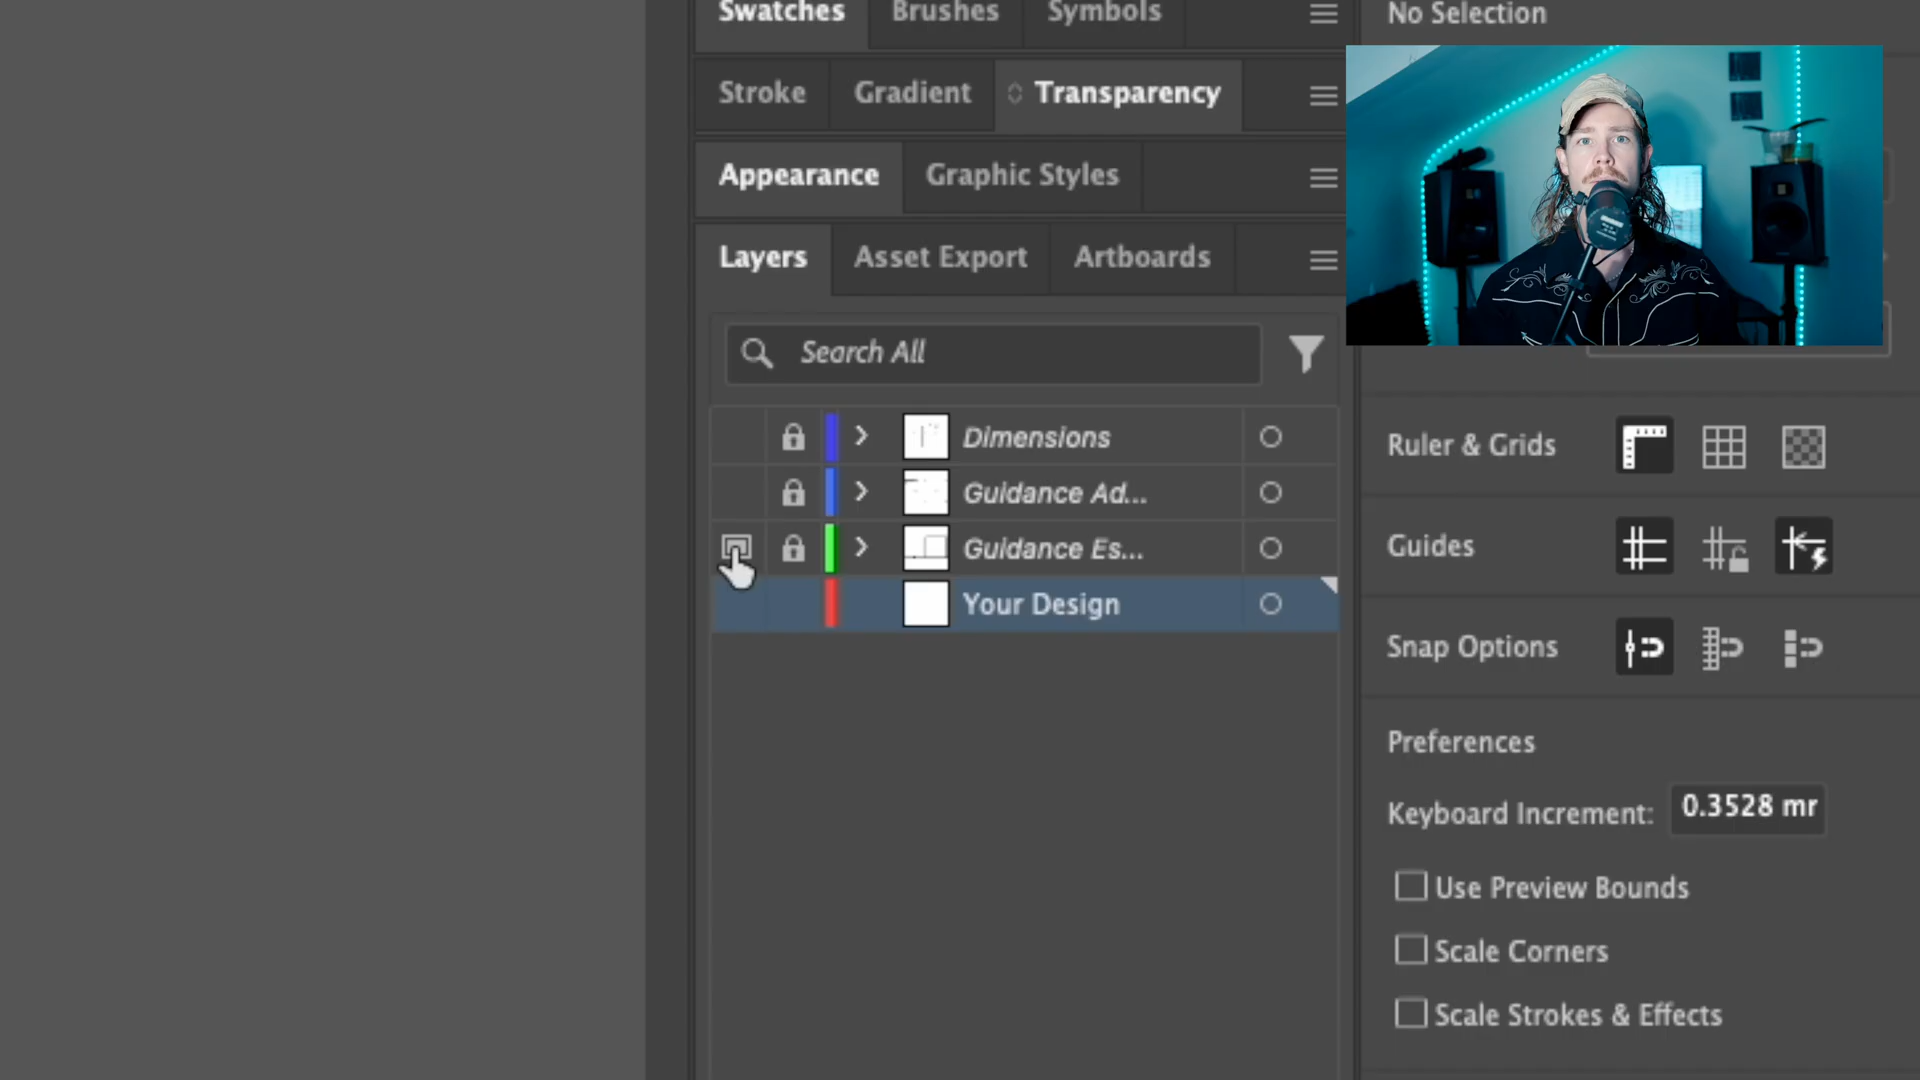 Swatches Brushes Symbols
No Selection
Stroke Gradient Transparency
Appearance Graphic Styles
Layers Asset Export Artboards
Search All
Dimensions
Guidance Ad...
Guidance Es...
Your Design
Ruler & Grids
Guides
Snap Options
Preferences
Keyboard Increment: 0.3528 mr
Use Preview Bounds
Scale Corners
Scale Strokes & Effects